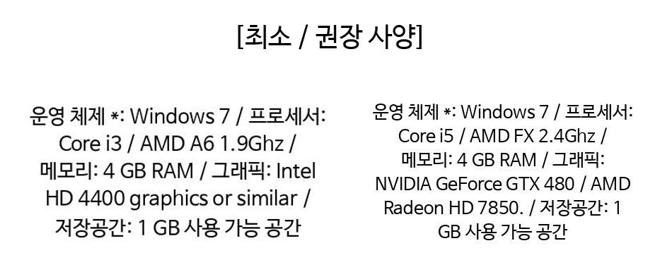 [최소 / 권장 사양]
운영 체제 *: Windows 7 / 프로세서:
Core i3 / AMD A6 1.9Ghz /
메모리: 4 GB RAM / 그래픽: Intel
HD 4400 graphics or similar /
저장공간: 1 GB 사용 가능 공간
운영 체제 *: Windows 7 / 프로세서:
Core i5 / AMD FX 2.4Ghz /
메모리: 4 GB RAM / 그래픽:
NVIDIA GeForce GTX 480 / AMD
Radeon HD 7850. / 저장공간: 1
GB 사용 가능 공간